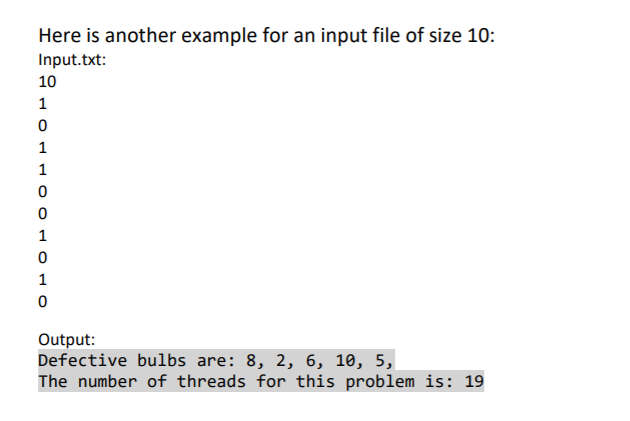 Here is another example for an input file of size 10:
Input.txt:
10
1
0
1
1
0
0
1
0
1
0
Output:
Defective bulbs are: 8, 2, 6, 10, 5,
The number of threads for this problem is: 19